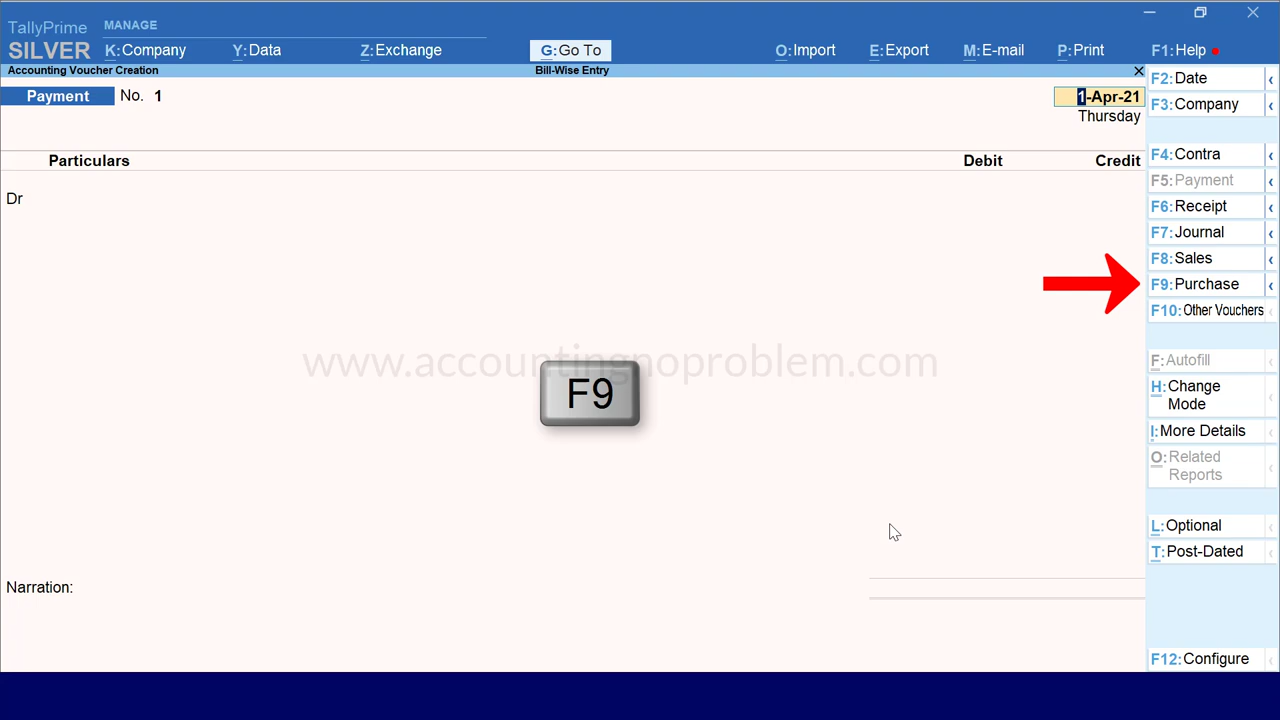 TallyPrime
SILVER
MANAGE
K:Company Y:Data Z:Exchange G:Go To O:Import E:Export M:E-mail P:Print F1:Help
Accounting Voucher Creation Bill-Wise Entry
Payment No. 1 1-Apr-21
Thursday
Particulars Debit Credit
Dr
www.accountingnoproblem.com
F9
Narration:
F2:Date
F3:Company
F4:Contra
F5:Payment
F6:Receipt
F7:Journal
F8:Sales
F9:Purchase
F10:Other Vouchers
F:Autofill
H:Change
Mode
I:More Details
O:Related
Reports
L:Optional
T:Post-Dated
F12:Configure